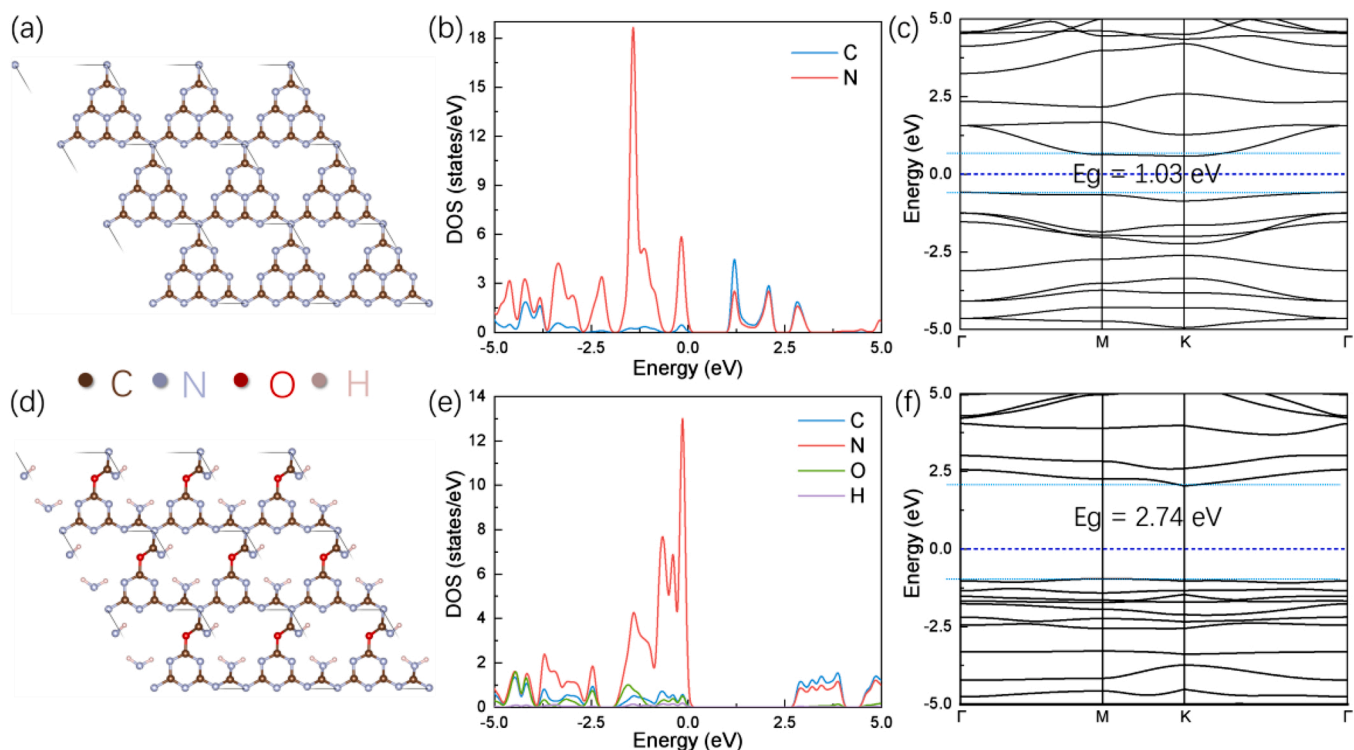 (a)
(b)
18
15
12
9
6
3
0
DOS (states/eV)
-5.0 -2.5 0.0 2.5 5.0
Energy (eV)
C
N
(c)
5.0
2.5
0.0
-2.5
-5.0
Energy (eV)
Eg = 1.03 eV
Γ M K Γ
C N O H
(d)
(e)
14
12
10
8
6
4
2
0
DOS (states/eV)
-5.0 -2.5 0.0 2.5 5.0
Energy (eV)
C
N
O
H
(f)
5.0
2.5
0.0
-2.5
-5.0
Energy (eV)
Eg = 2.74 eV
Γ M K Γ